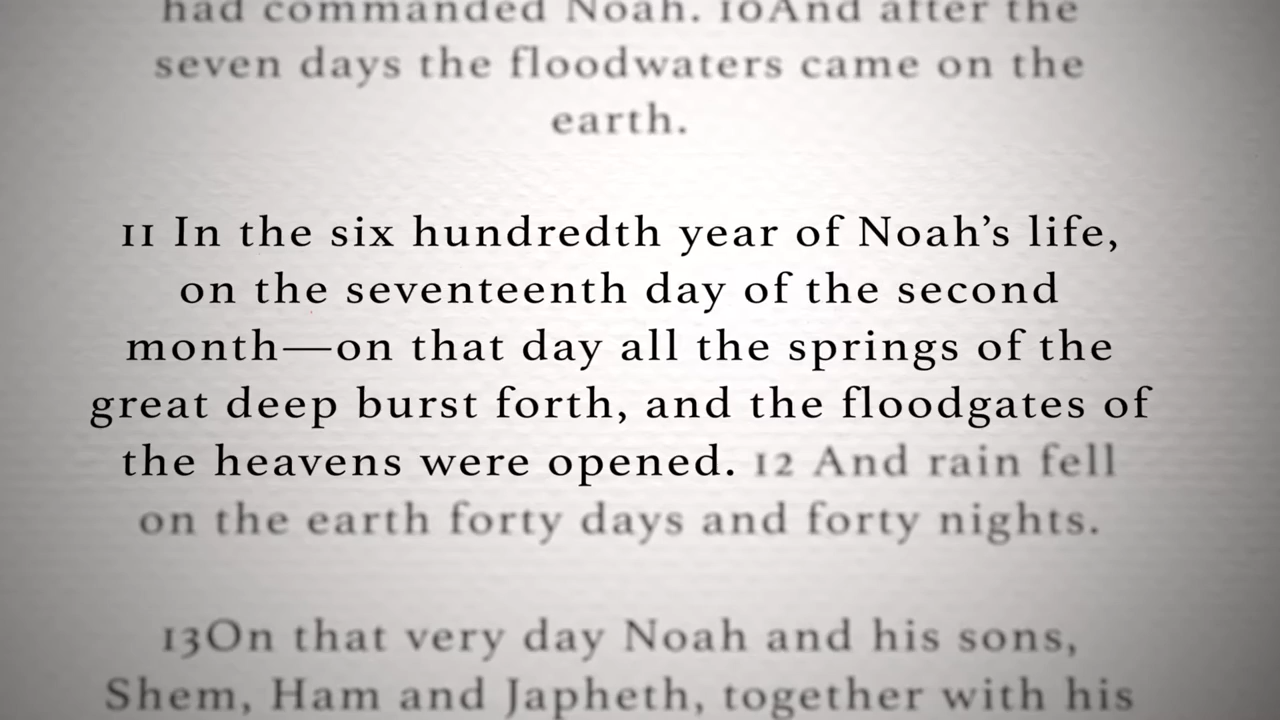 had commanded Noah. 10And after the
seven days the floodwaters came on the
earth.
11 In the six hundredth year of Noah’s life,
on the seventeenth day of the second
month—on that day all the springs of the
great deep burst forth, and the floodgates of
the heavens were opened. 12 And rain fell
on the earth forty days and forty nights.
13On that very day Noah and his sons,
Shem, Ham and Japheth, together with his